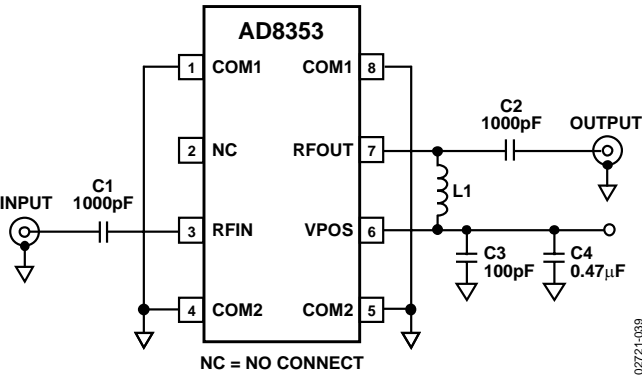 AD8353
1 COM1 COM1 8
C2
1000pF
OUTPUT
2 NC RFOUT 7
INPUT
C1
1000pF
L1
3 RFIN VPOS 6
C3
100pF
C4
0.47μF
4 COM2 COM2 5
NC = NO CONNECT
02721-039